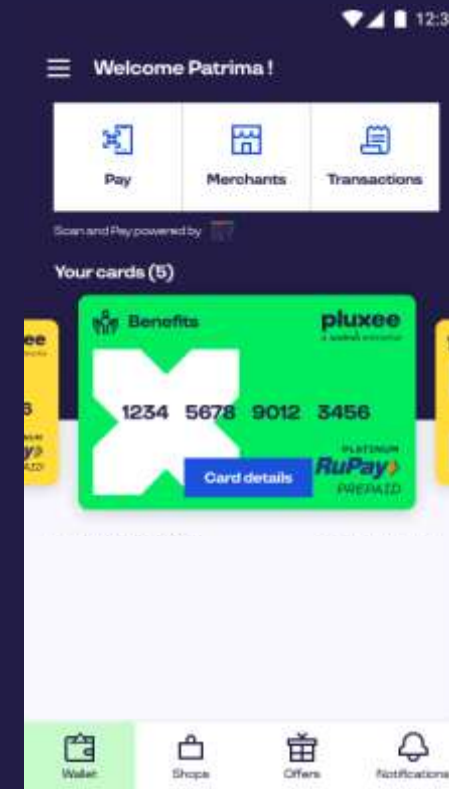 12:3
Welcome Patrima !
Pay
Merchants
Transactions
Scan and Pay powered by
Your cards (5)
ee
Benefits
pluxee
1234 5678 9012 3456
PLATINUM
RuPay
PREPAID
Card details
Wallet
Shops
Offers
Notifications